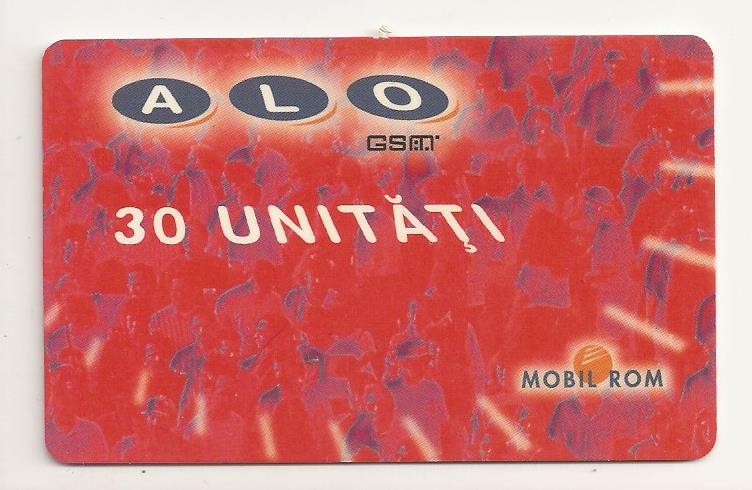 ALO
GSM
30 UNITĂŢI
MOBIL ROM